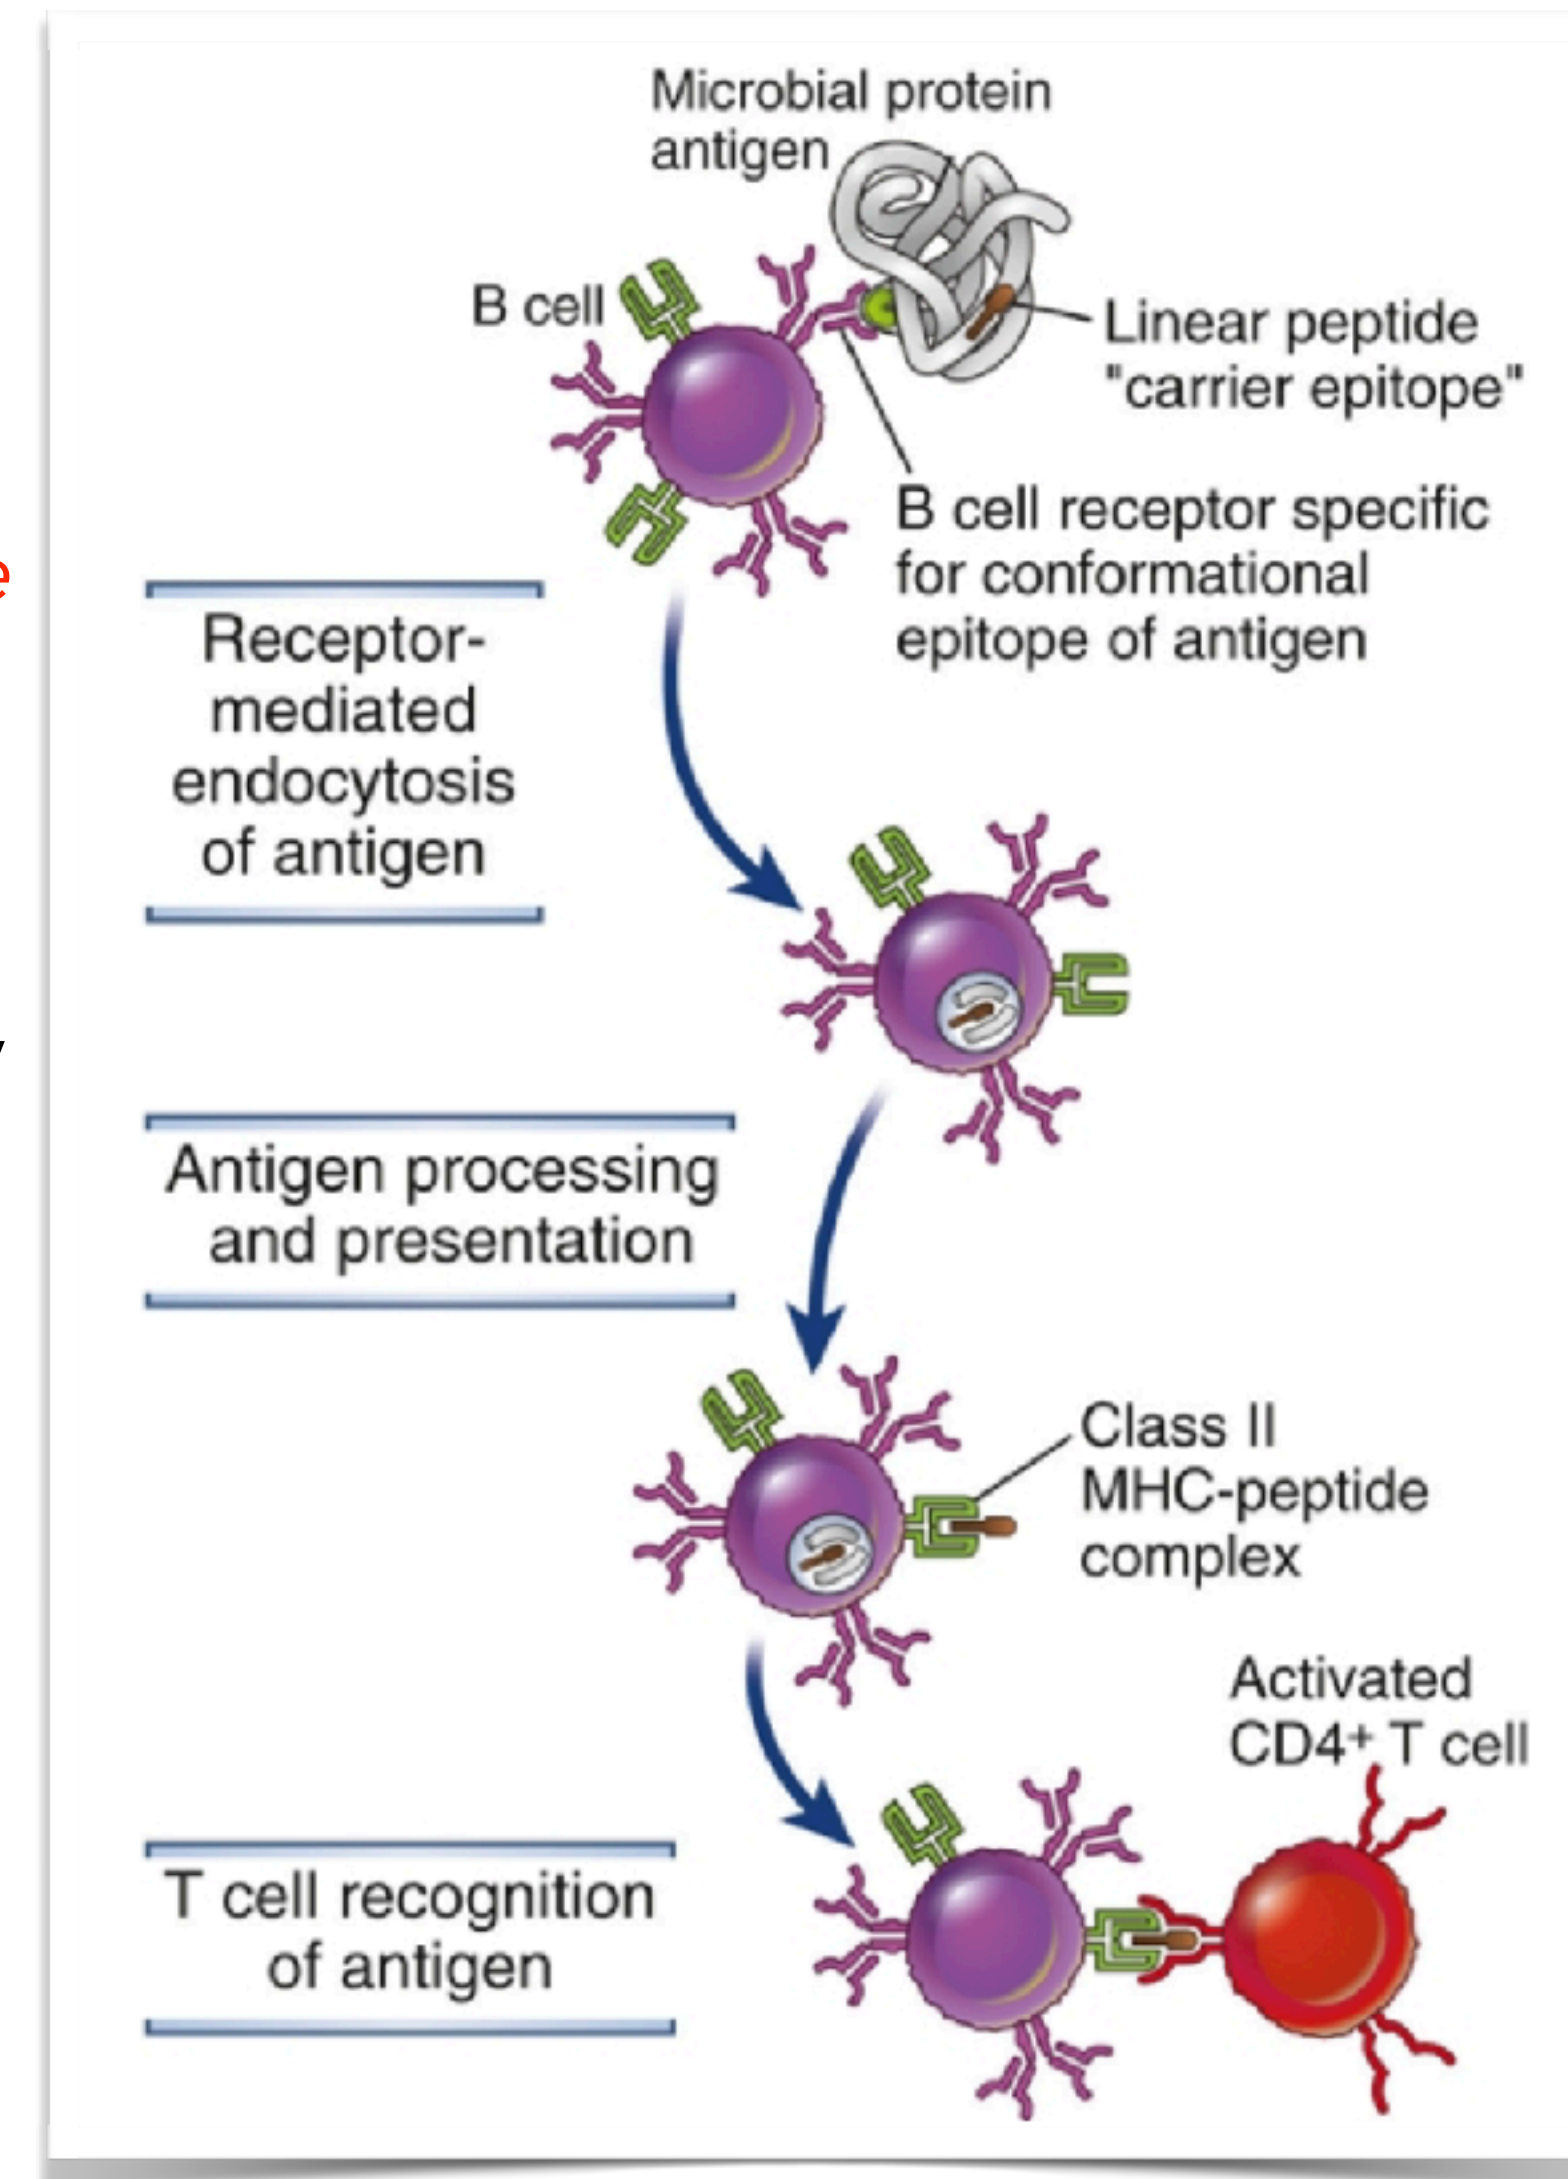 Microbial protein
antigen
B cell
Linear peptide
"carrier epitope"
B cell receptor specific
for conformational
epitope of antigen
e
Receptor-
mediated
endocytosis
of antigen
y
Antigen processing
and presentation
Class II
MHC-peptide
complex
Activated
CD4+ T cell
T cell recognition
of antigen